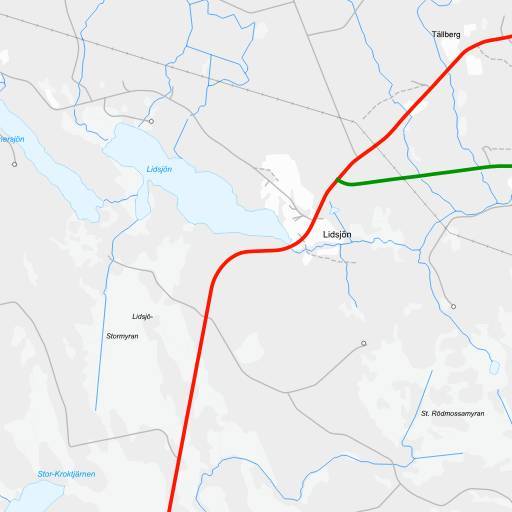 Tällberg
Lidsjön
Lidsjön
Lidsjö-
Stormyran
St. Rödmossamyran
Stor-Kroktjärnen